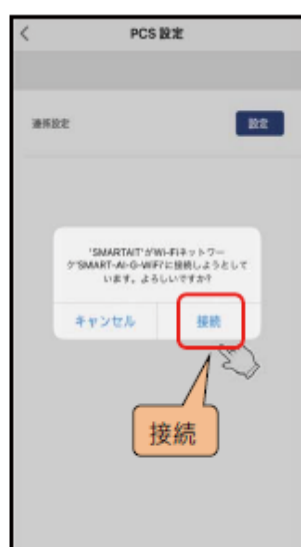 PCS 設定
連係設定
設定
'SMARTAIT'がWi-Fiネットワー
ク'SMART-AI-G-WiFi'に接続しようとして
います。よろしいですか?
キャンセル
接続
接続